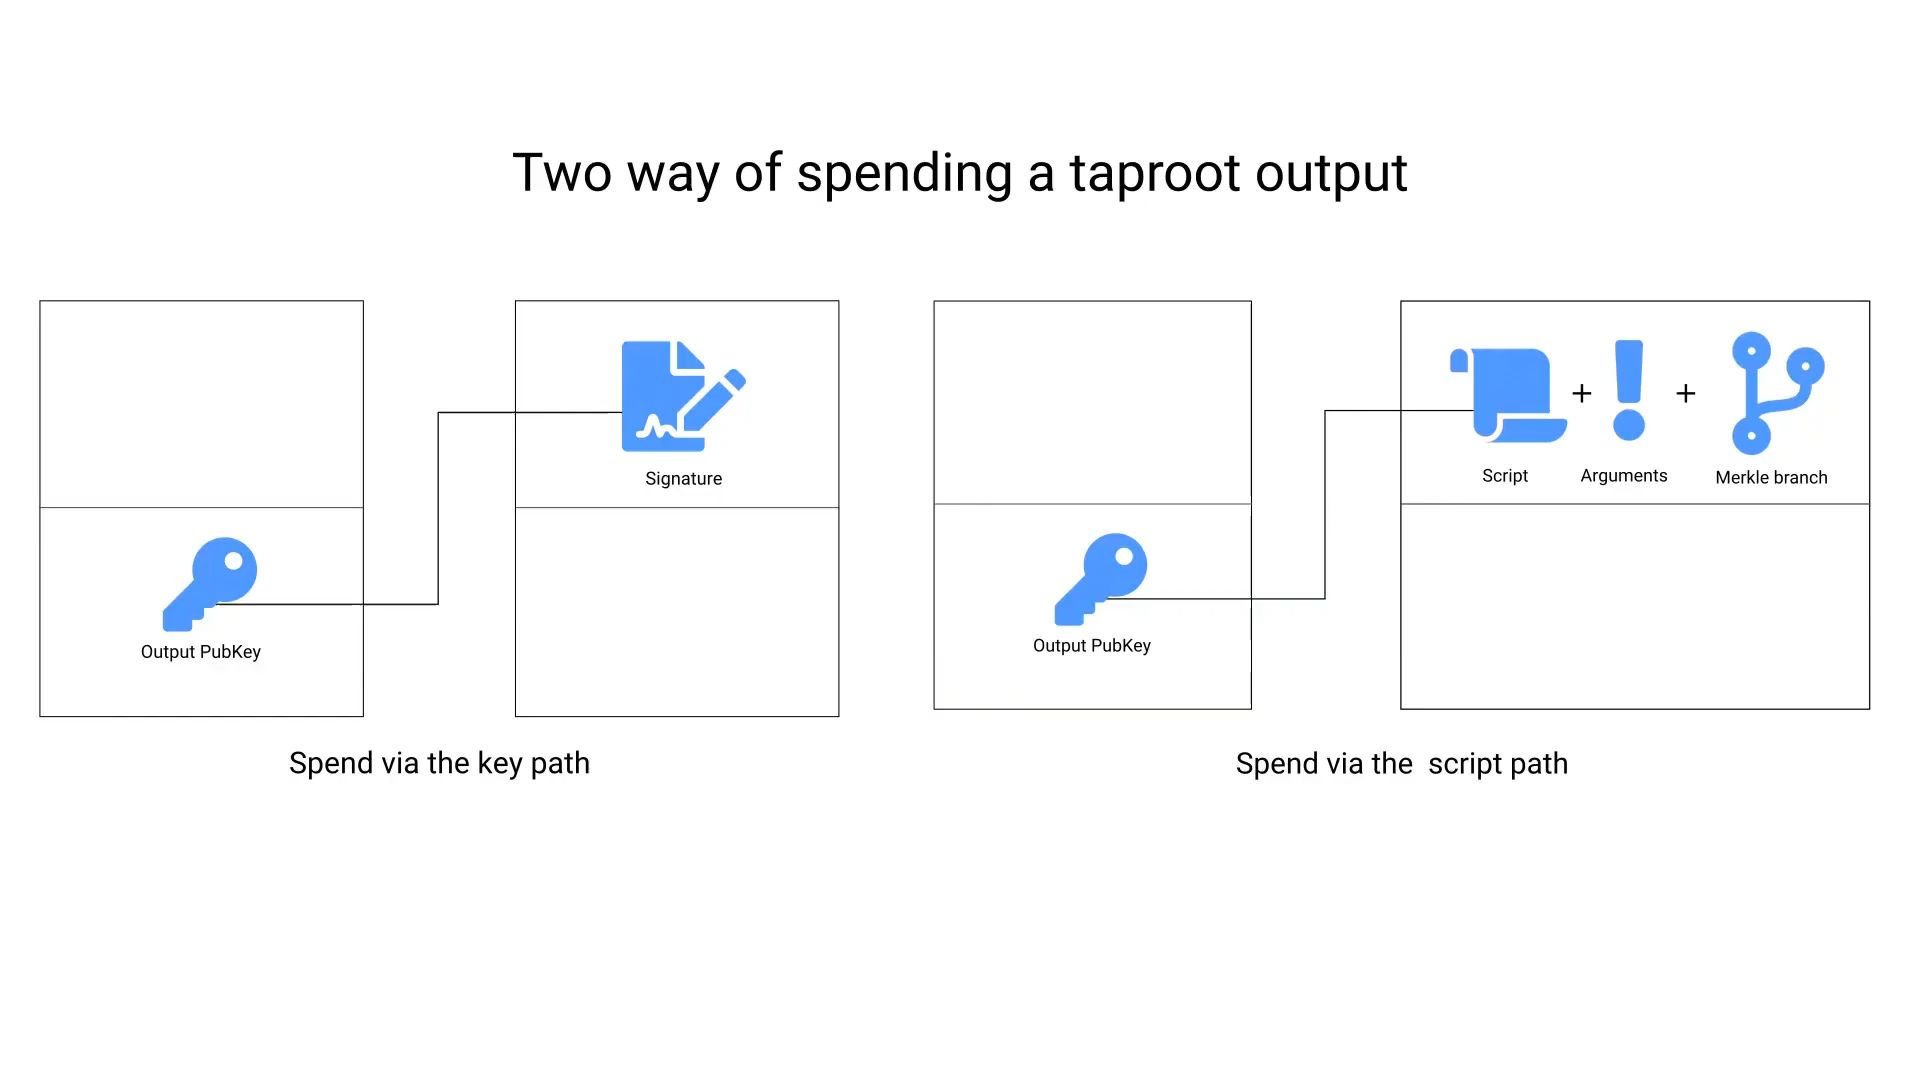 Two way of spending a taproot output
Signature
Output PubKey
Spend via the key path
+
+
Script
Arguments
Merkle branch
Output PubKey
Spend via the  script path